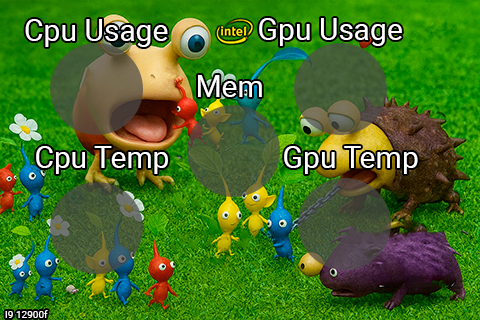 Cpu Usage
intel
Gpu Usage
Mem
Cpu Temp
Gpu Temp
I9 12900f